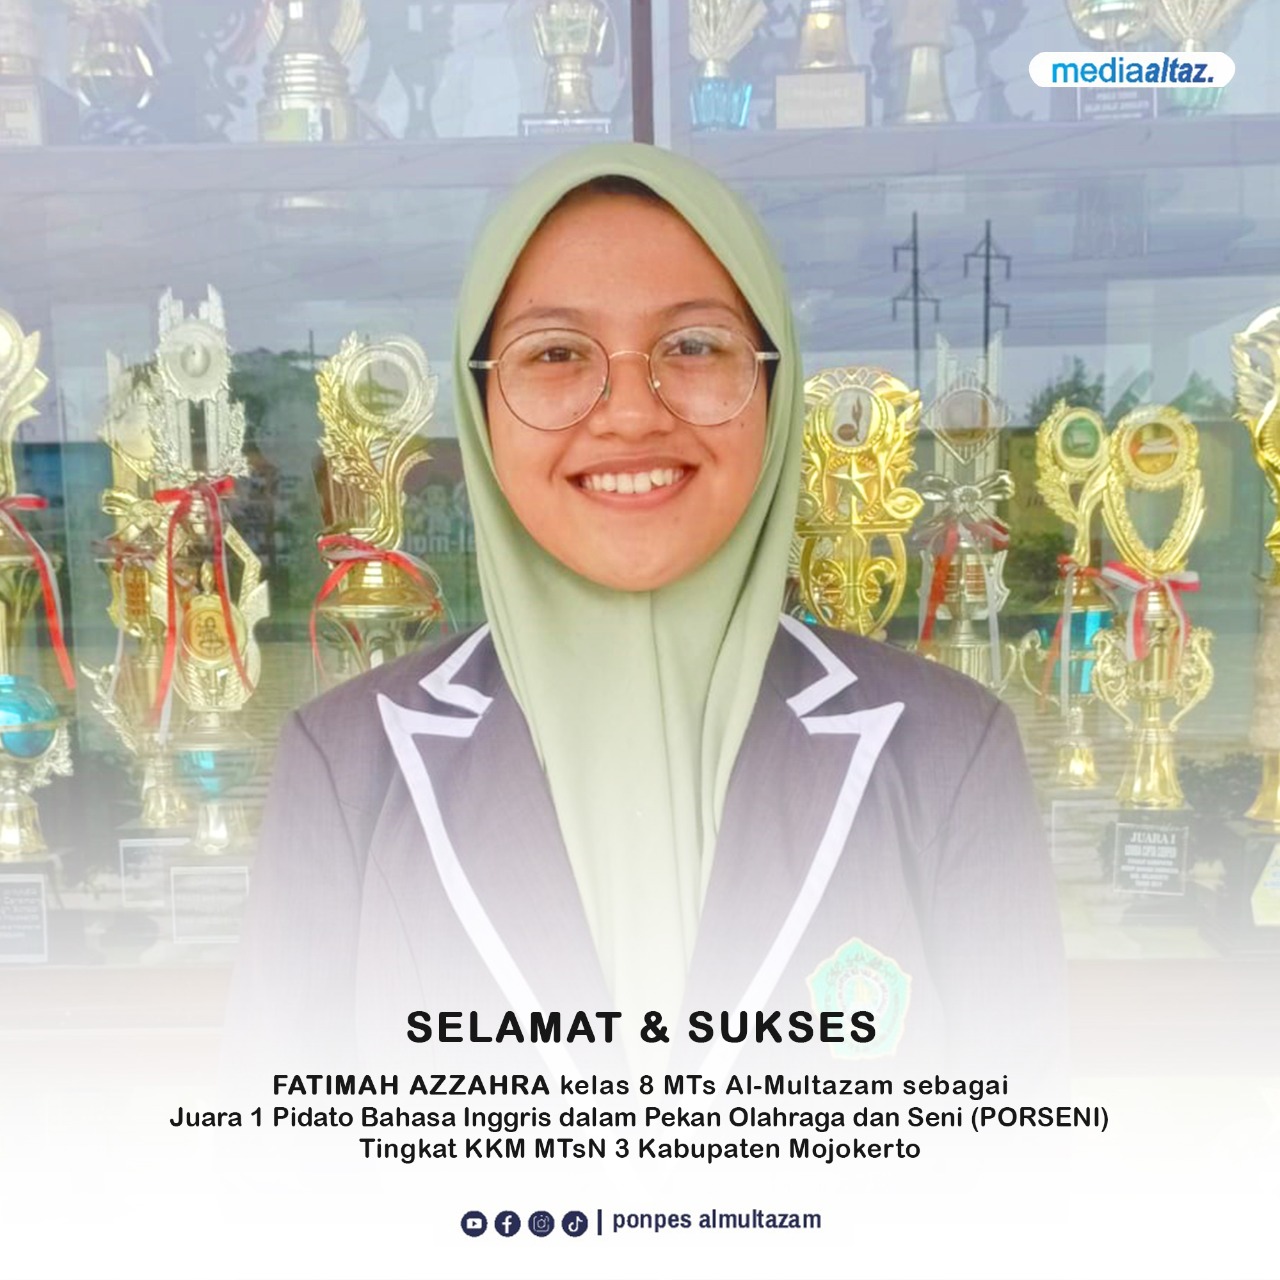 mediaaltaz.
JUARA I
SELAMAT & SUKSES
FATIMAH AZZAHRA kelas 8 MTs Al-Multazam sebagai
Juara 1 Pidato Bahasa Inggris dalam Pekan Olahraga dan Seni (PORSENI)
Tingkat KKM MTsN 3 Kabupaten Mojokerto
| ponpes almultazam